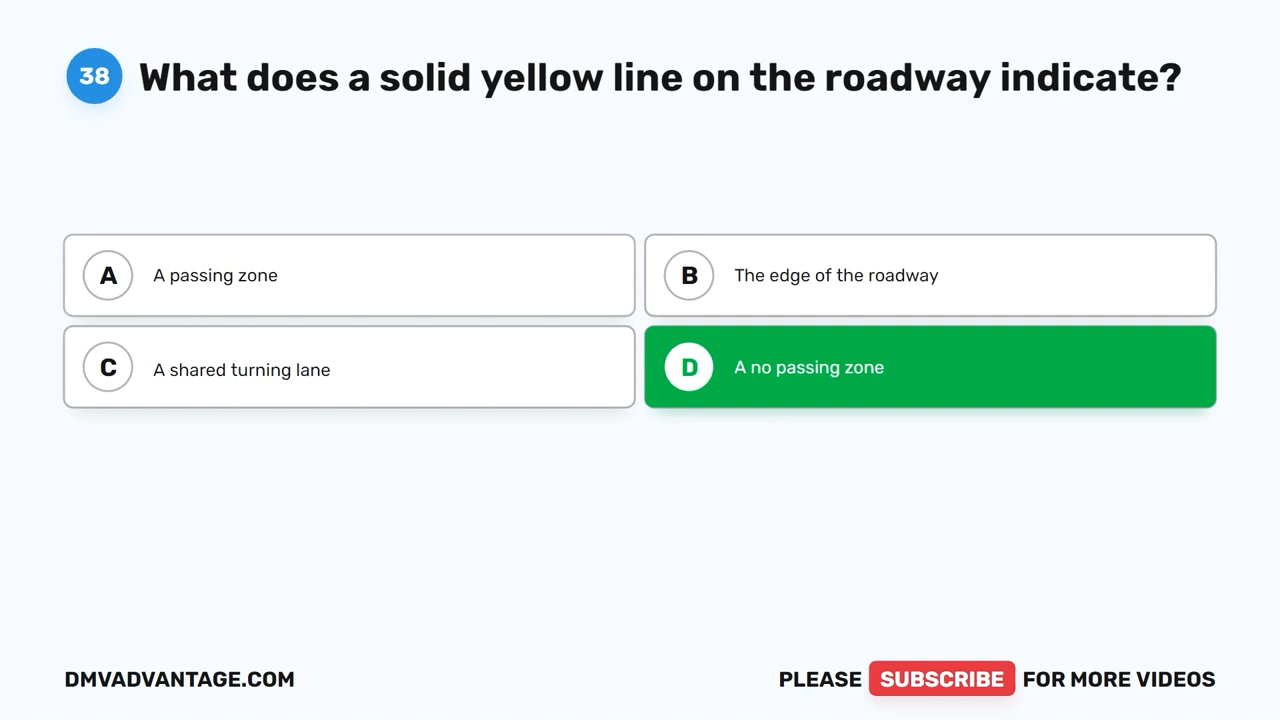 38 What does a solid yellow line on the roadway indicate?
A A passing zone
B The edge of the roadway
C A shared turning lane
D A no passing zone
DMVADVANTAGE.COM
PLEASE SUBSCRIBE FOR MORE VIDEOS